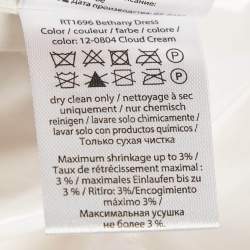 дата производства
RT1696 Bethany Dress
Color / couleur / farbe / colore /
color: 12-0804 Cloud Cream
dry clean only / nettoyage à sec
uniquement / nur chemisch
reinigen / lavare solo chimicamente /
lavar solo con productos químicos /
Только сухая чистка
Maximum shrinkage up to 3% /
Taux de rétrécissement maximal :
3 % / maximales Einlaufen bis zu
3 % / Ritiro: 3%/Encogimiento
máximo 3% /
Максимальная усушка
не более 3 %.